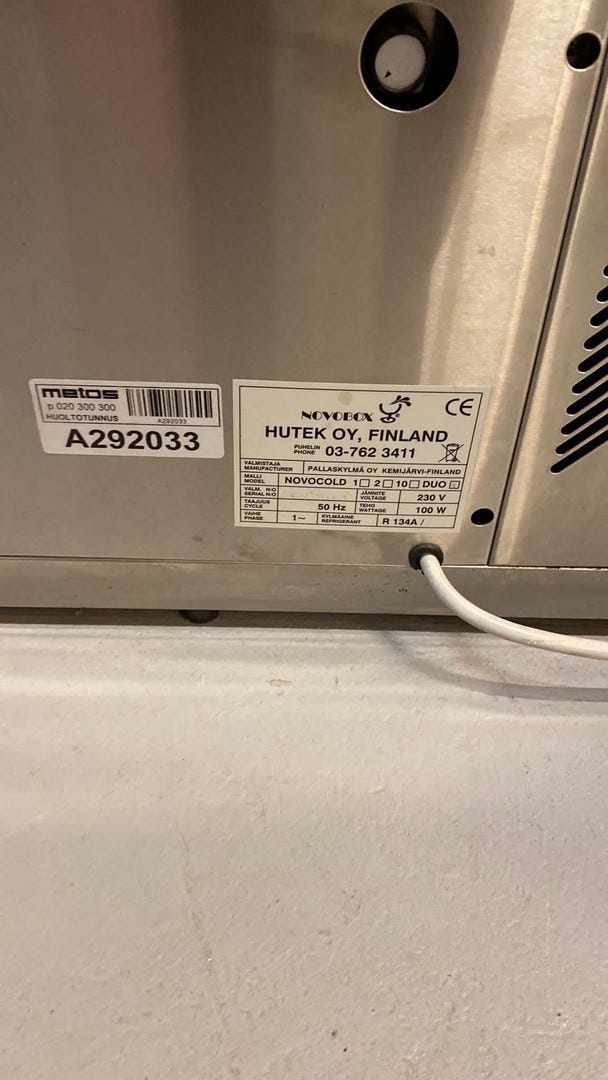 metos
p.020 300 300
HUOLTOTUNNUS
A292033
A292033
NOVOBOX ®
CE
HUTEK OY, FINLAND
PUHELIN
PHONE 03-762 3411
VALMISTAJA
MANUFACTURER PALLASKYLMÄ OY KEMIJÄRVI-FINLAND
MALLI
MODEL NOVOCOLD 1 2 10 DUO
VALM. N:O
SERIAL N:O
JÄNNITE
VOLTAGE 230 V
TAAJUUS
CYCLE 50 Hz
TEHO
WATTAGE 100 W
VAIHE
PHASE 1~
KYLMÄAINE
REFRIGERANT R 134A /